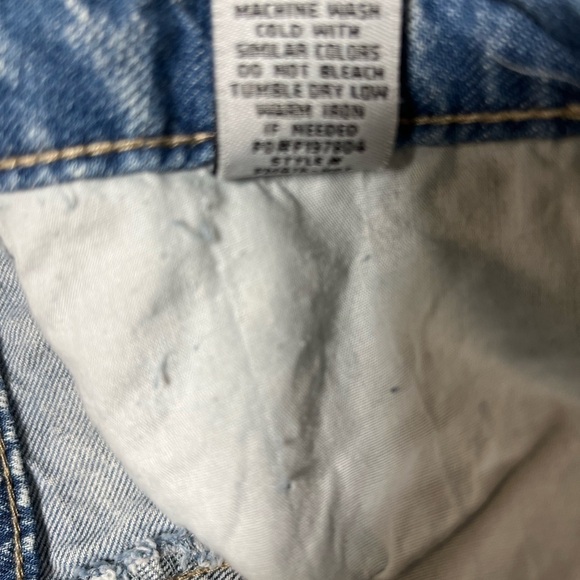 MACHINE WASH
COLD WITH
SIMILAR COLORS
DO NOT BLEACH
TUMBLE DRY LOW
WARM IRON
IF NEEDED
PO#P197804
STYLE #